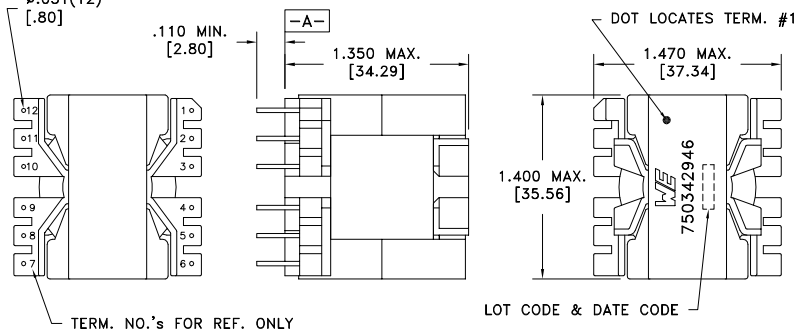 [.80]
.110 MIN.
[2.80]
-A-
1.350 MAX.
[34.29]
DOT LOCATES TERM. #1
1.470 MAX.
[37.34]
1.400 MAX.
[35.56]
12
11
10
9
8
7
1
2
3
4
5
6
WE
750342946
TERM. NO.'s FOR REF. ONLY
LOT CODE & DATE CODE